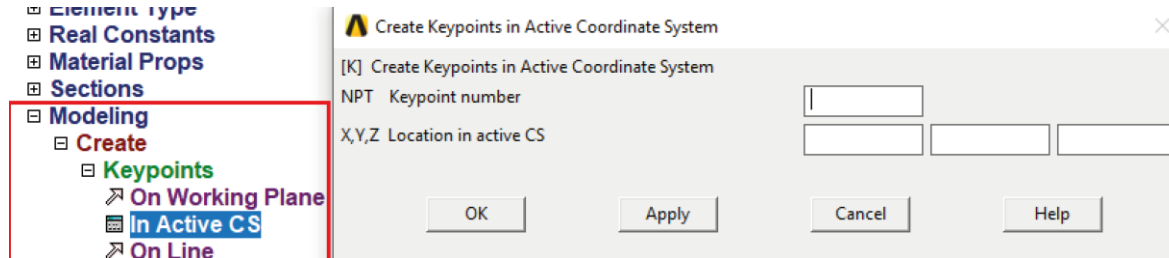 Element Type
Real Constants
Material Props
Sections
Modeling
Create
Keypoints
On Working Plane
In Active CS
On Line
Create Keypoints in Active Coordinate System
[K] Create Keypoints in Active Coordinate System
NPT Keypoint number
X,Y,Z Location in active CS
OK Apply Cancel Help